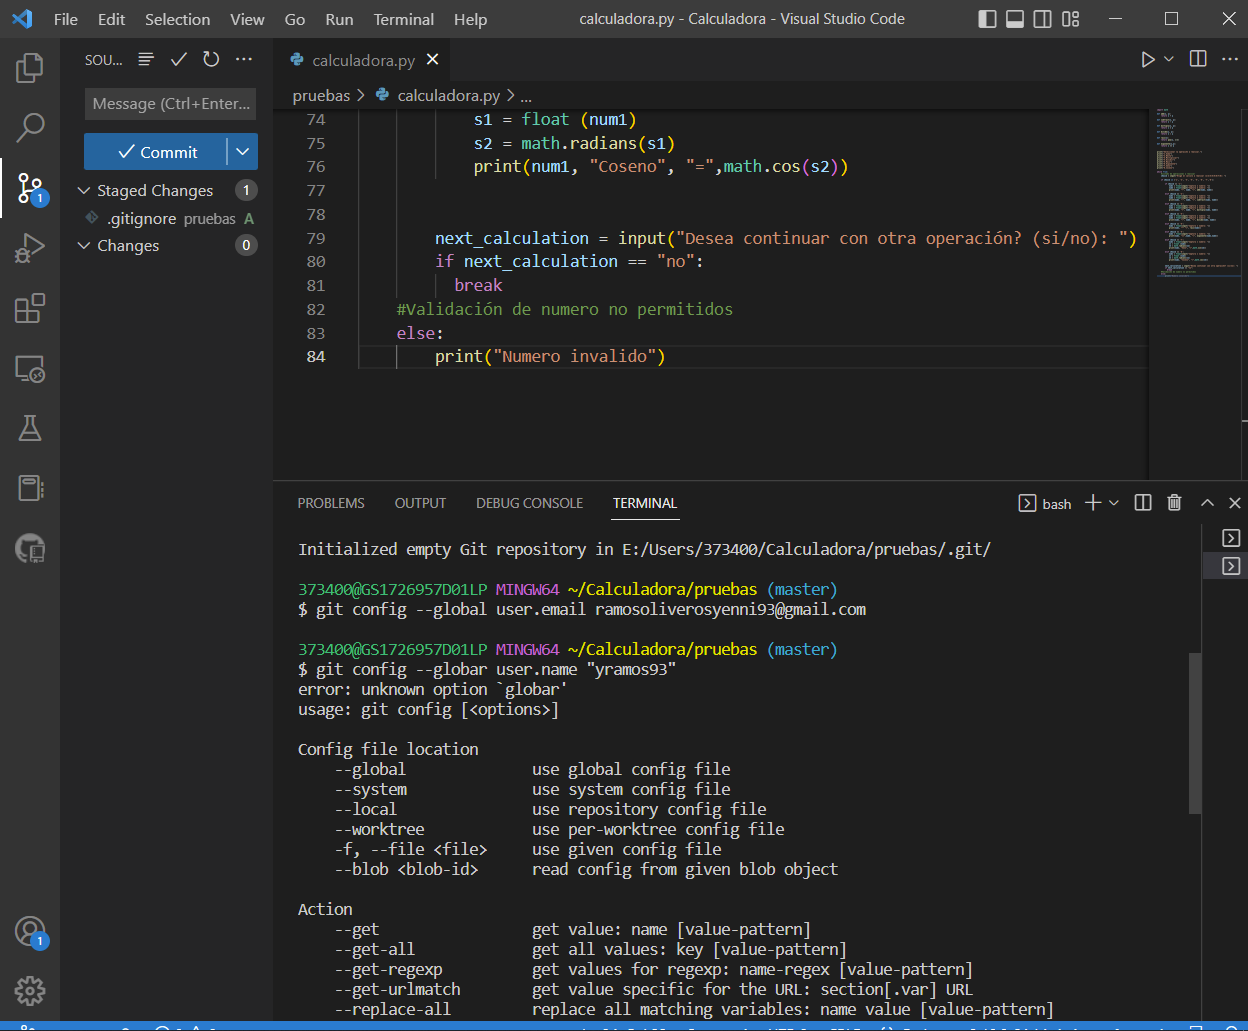 File Edit Selection View Go Run Terminal Help calculadora.py - Calculadora - Visual Studio Code
SOU...
calculadora.py
Message (Ctrl+Enter...
pruebas > calculadora.py > ...
Commit
Staged Changes 1
.gitignore pruebas A
Changes 0
1
74 s1 = float (num1)
75 s2 = math.radians(s1)
76 print(num1, "Coseno", "=",math.cos(s2))
77
78
79 next_calculation = input("Desea continuar con otra operación? (si/no): ")
80 if next_calculation == "no":
81 break
82 #Validación de numero no permitidos
83 else:
84 print("Numero invalido")
PROBLEMS OUTPUT DEBUG CONSOLE TERMINAL bash
Initialized empty Git repository in E:/Users/373400/Calculadora/pruebas/.git/
373400@GS1726957D01LP MINGW64 ~/Calculadora/pruebas (master)
$ git config --global user.email ramosoliverosyenni93@gmail.com
373400@GS1726957D01LP MINGW64 ~/Calculadora/pruebas (master)
$ git config --globar user.name "yramos93"
error: unknown option `globar'
usage: git config [<options>]
Config file location
--global use global config file
--system use system config file
--local use repository config file
--worktree use per-worktree config file
-f, --file <file> use given config file
--blob <blob-id> read config from given blob object
Action
--get get value: name [value-pattern]
--get-all get all values: key [value-pattern]
--get-regexp get values for regexp: name-regex [value-pattern]
--get-urlmatch get value specific for the URL: section[.var] URL
--replace-all replace all matching variables: name value [value-pattern]
1